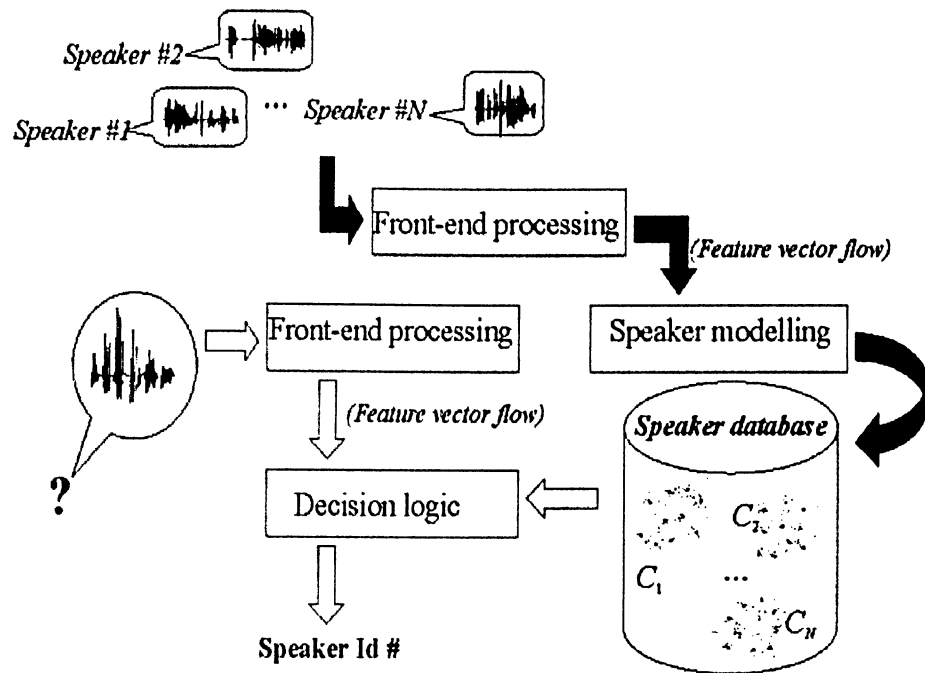 Speaker #2
Speaker #1
... Speaker #N
Front-end processing
(Feature vector flow)
Front-end processing
Speaker modelling
(Feature vector flow)
Speaker database
?
Decision logic
C2
C1
...
CN
Speaker Id #